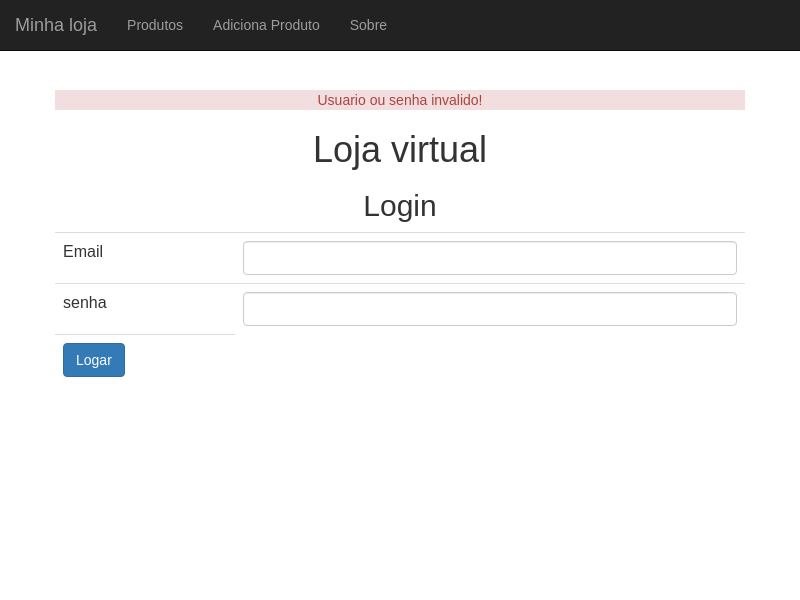 Minha loja Produtos Adiciona Produto Sobre
Usuario ou senha invalido!
Loja virtual
Login
Email
senha
Logar